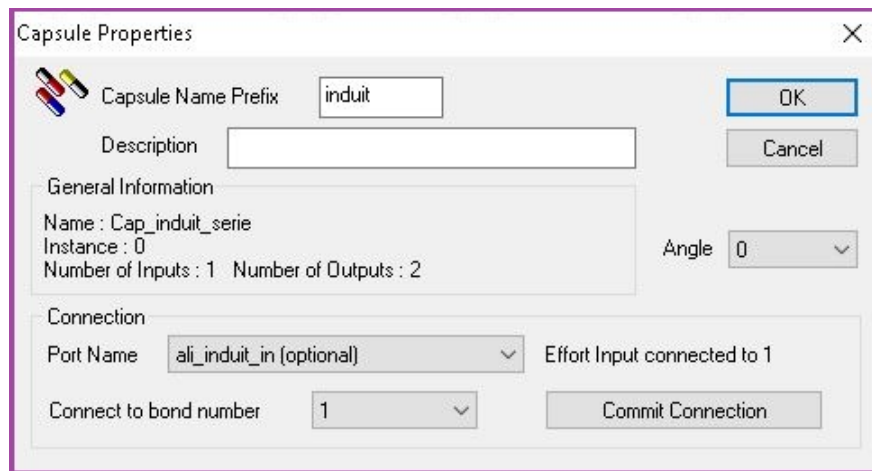 Capsule Properties
Capsule Name Prefix induit OK
Description Cancel
General Information
Name : Cap_induit_serie
Instance : 0
Angle 0
Number of Inputs : 1 Number of Outputs : 2
Connection
Port Name ali_induit_in (optional) Effort Input connected to 1
Connect to bond number 1 Commit Connection